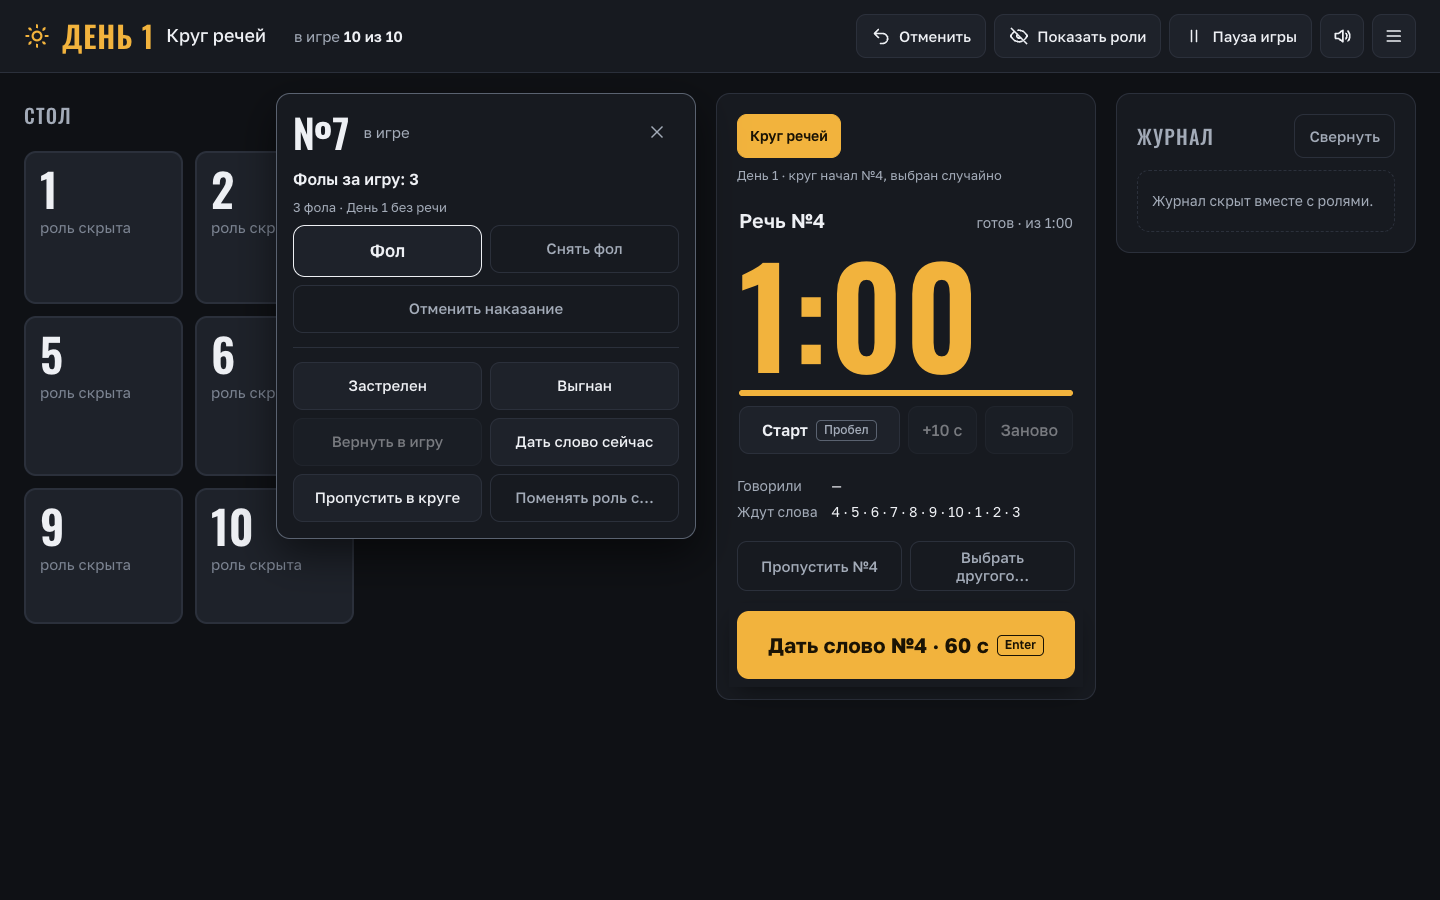 ДЕНЬ 1 Круг речей в игре 10 из 10 Отменить Показать роли Пауза игры
СТОЛ
1
роль скрыта
2
роль скр
5
роль скрыта
6
роль скр
9
роль скрыта
10
роль скрыта
№7 в игре
Фолы за игру: 3
3 фола · День 1 без речи
Фол Снять фол
Отменить наказание
Застрелен Выгнан
Вернуть в игру Дать слово сейчас
Пропустить в круге Поменять роль с…
Круг речей
День 1 · круг начал №4, выбран случайно
Речь №4 готов · из 1:00
1:00
Старт Пробел +10 с Заново
Говорили —
Ждут слова 4 · 5 · 6 · 7 · 8 · 9 · 10 · 1 · 2 · 3
Пропустить №4 Выбрать
другого…
Дать слово №4 · 60 с Enter
ЖУРНАЛ Свернуть
Журнал скрыт вместе с ролями.